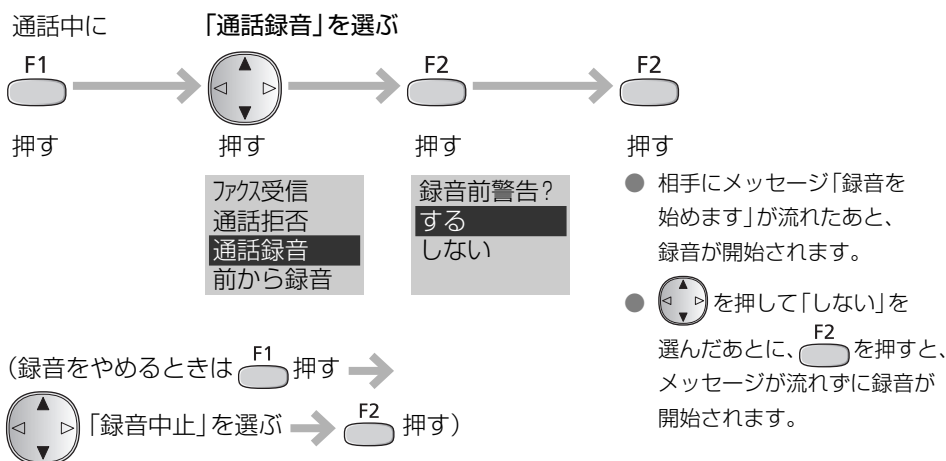 通話中に
「通話録音」を選ぶ
F1
F2
F2
押す
押す
押す
押す
ファクス受信
通話拒否
通話録音
前から録音
録音前警告?
する
しない
● 相手にメッセージ「録音を
始めます」が流れたあと、
録音が開始されます。
● を押して「しない」を
選んだあとに、F2を押すと、
メッセージが流れずに録音が
開始されます。
(録音をやめるときは F1 押す
「録音中止」を選ぶ F2 押す)